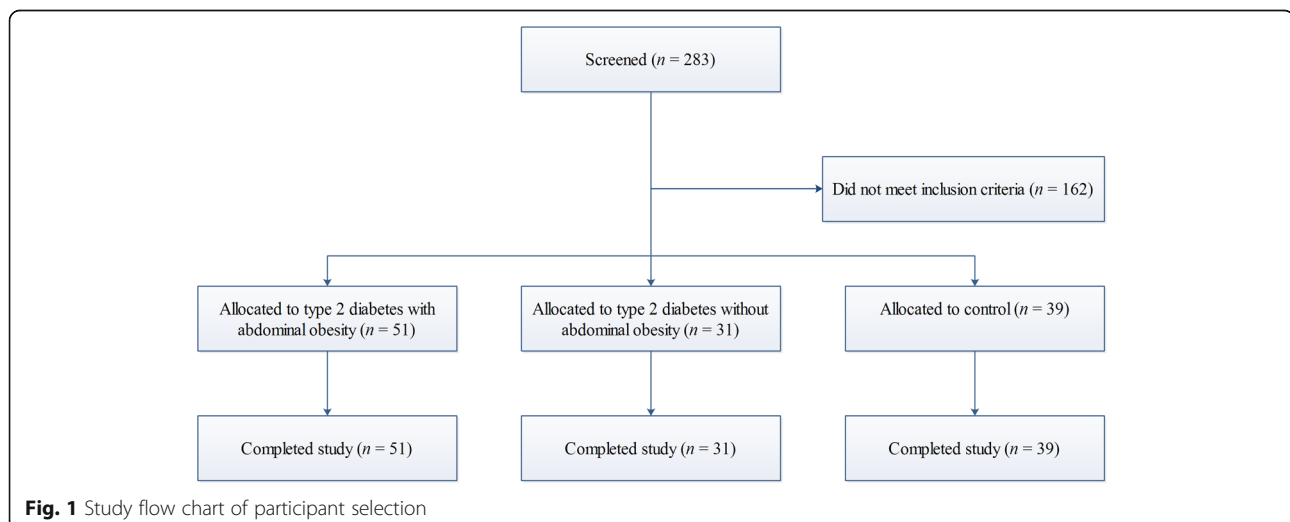 Screened (n = 283)
Did not meet inclusion criteria (n = 162)
Allocated to type 2 diabetes with
abdominal obesity (n = 51)
Allocated to type 2 diabetes without
abdominal obesity (n = 31)
Allocated to control (n = 39)
Completed study (n = 51)
Completed study (n = 31)
Completed study (n = 39)
Fig. 1 Study flow chart of participant selection